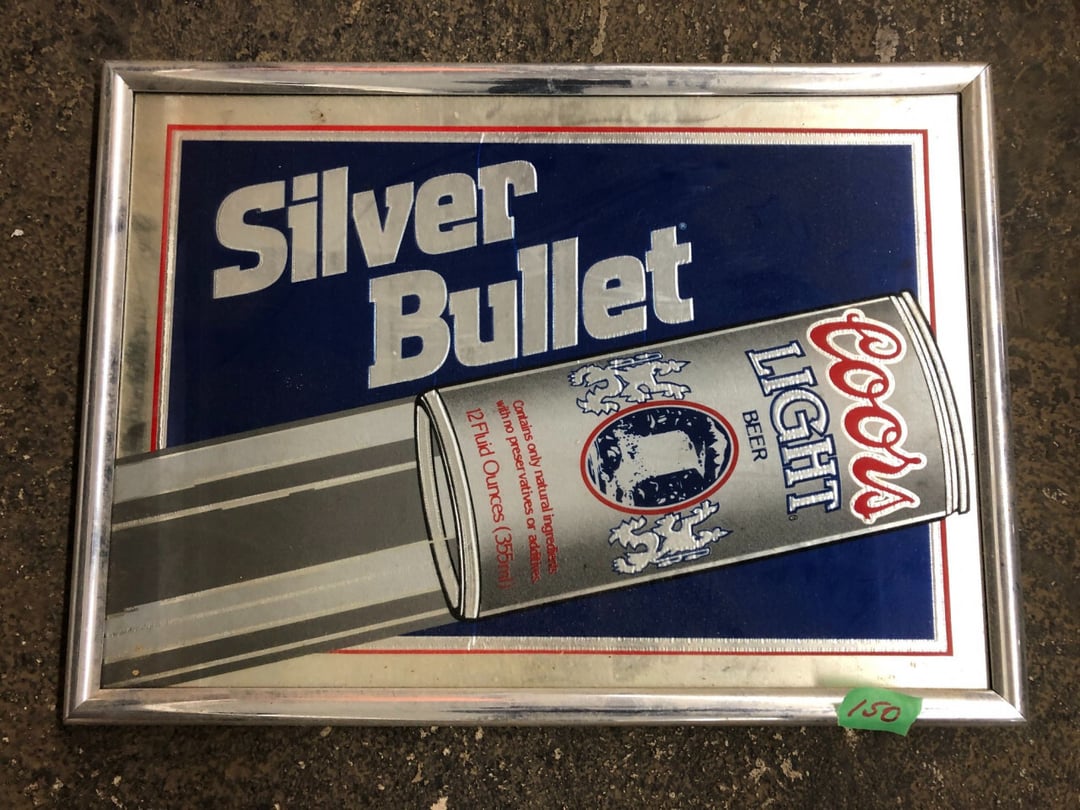 Silver
Bullet®
Coors
LIGHT
BEER
Contains only natural ingredients
with no preservatives or additives.
12 Fluid Ounces (355ml)
150